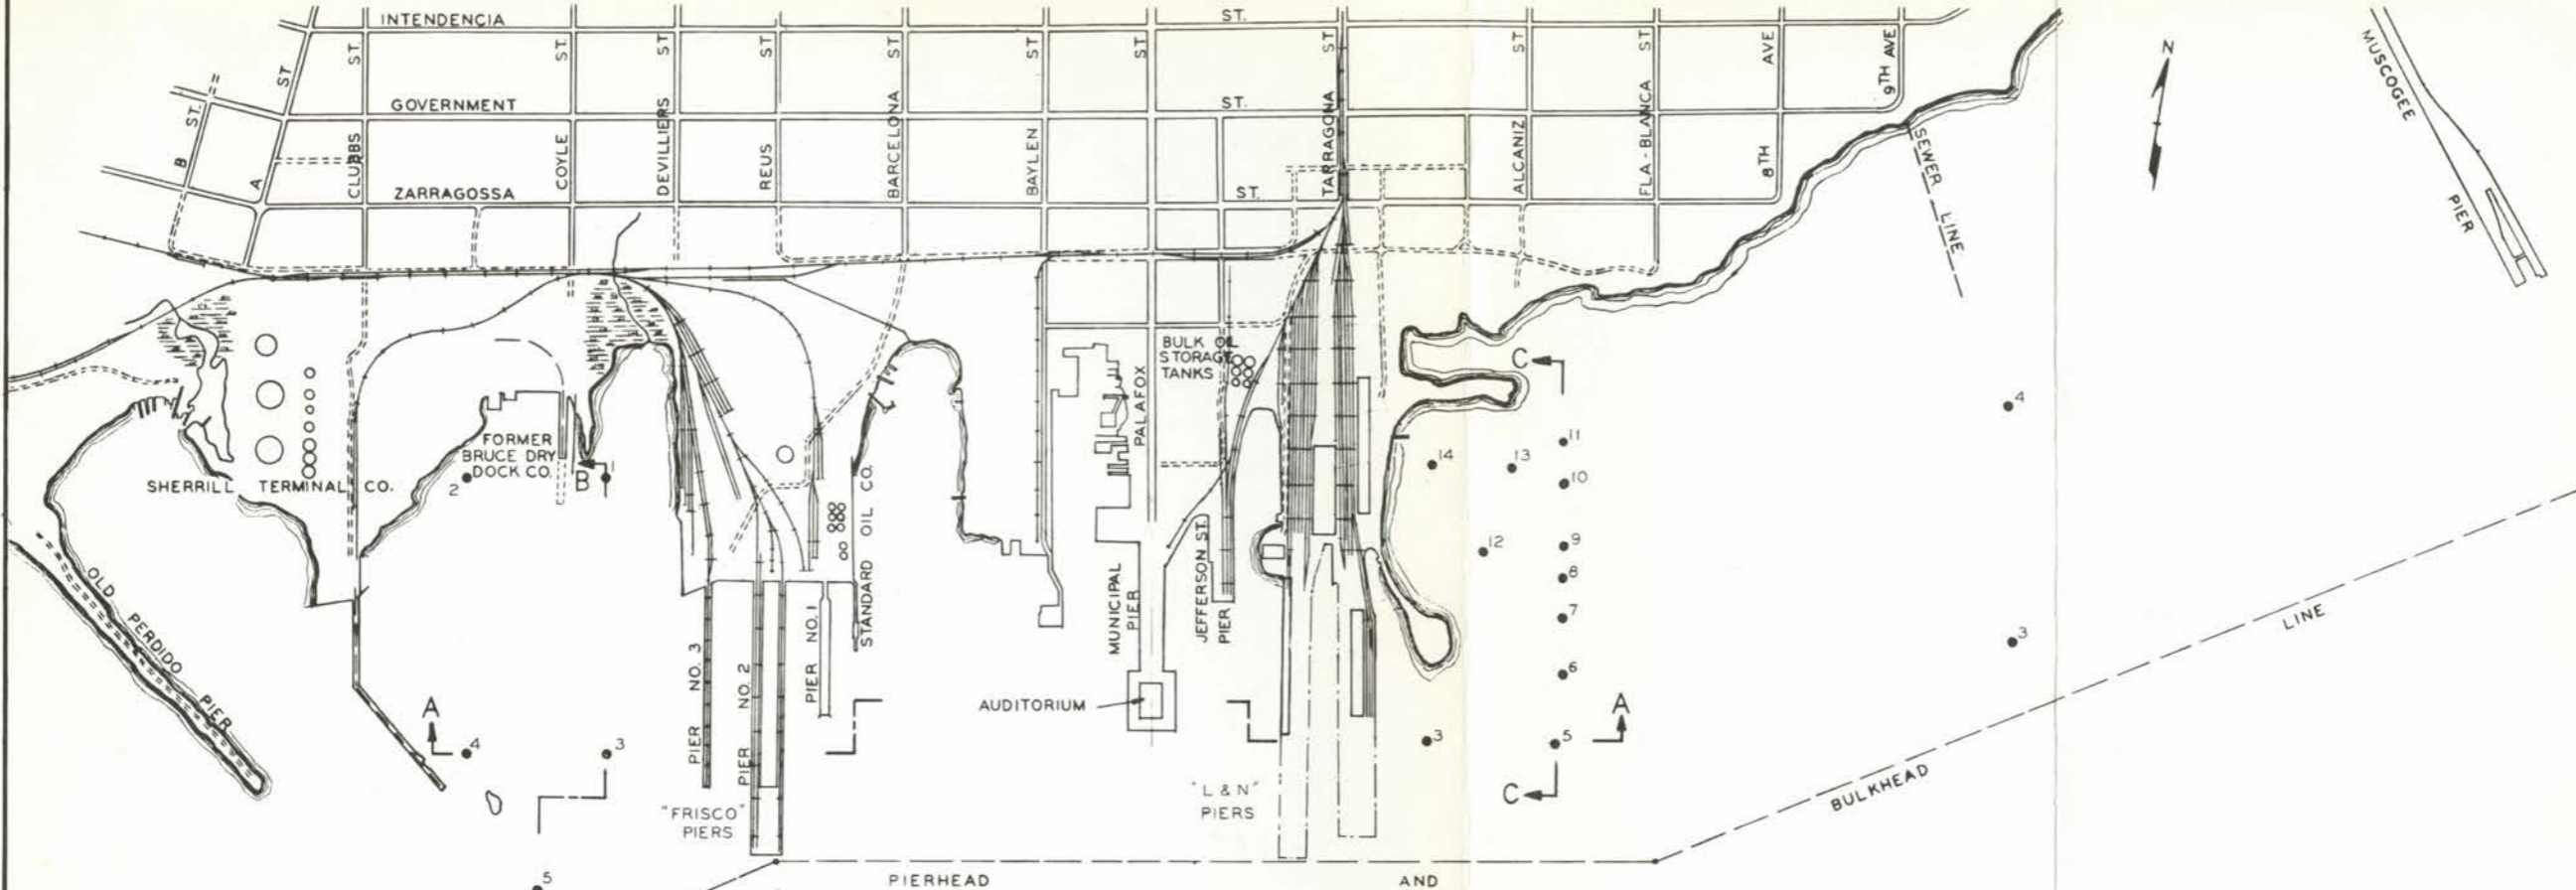 INTENDENCIA ST.
B ST.
A ST
CLUBBS ST.
COYLE ST.
DEVILLIERS ST
REUS ST
BARCELONA ST.
BAYLEN ST
ST
TARRAGONA ST
ALCANIZ ST
FLA-BLANCA ST
8TH AVE
9TH AVE
GOVERNMENT ST.
ZARRAGOSSA ST.
N
MUSCOGEE PIER
SEWER LINE
BULK OIL
STORAGE
TANKS
PALAFOX
C
FORMER
BRUCE DRY
DOCK CO.
B
1
2
SHERRILL TERMINAL CO.
STANDARD OIL CO.
14
13
11
10
12
9
8
7
6
4
3
OLD PERDIDO PIER
MUNICIPAL
PIER
JEFFERSON ST.
PIER
PIER NO. 3
PIER NO. 2
PIER NO. 1
AUDITORIUM
A
4
3
3
5
A
C
"FRISCO"
PIERS
"L & N"
PIERS
5
PIERHEAD AND BULKHEAD LINE